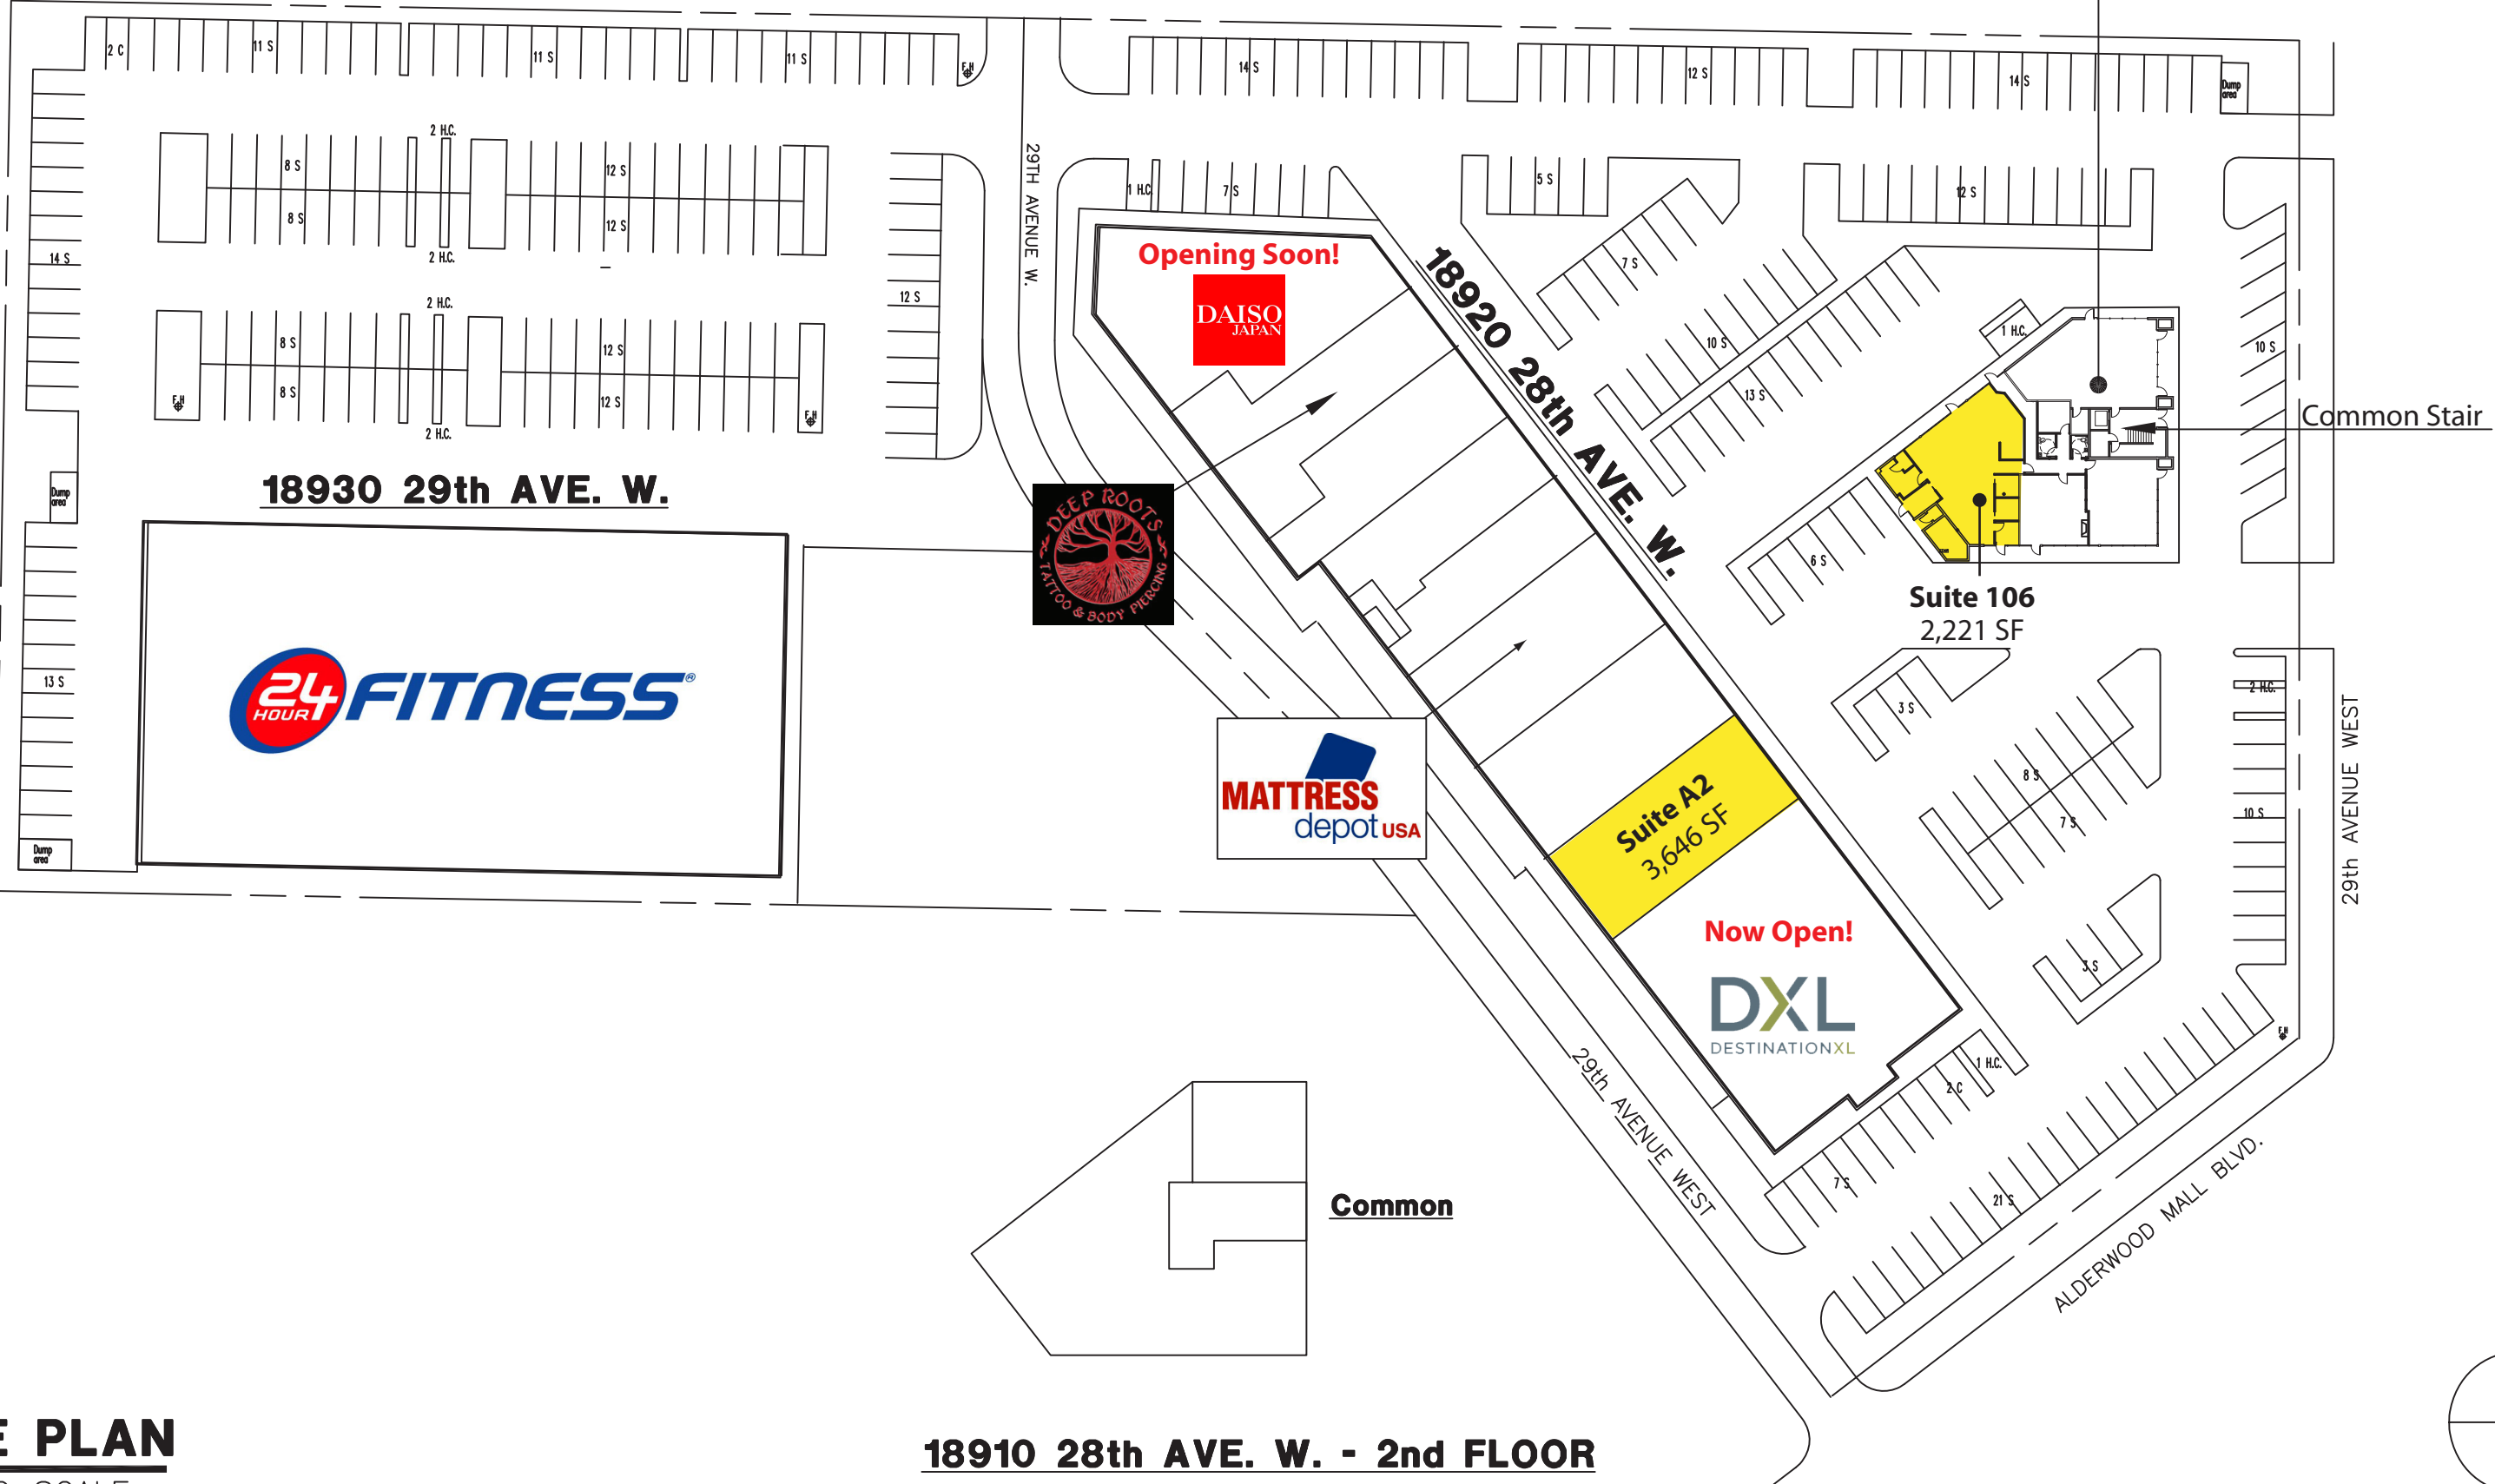 2 C
11 S
11 S
11 S
F.H
14 S
12 S
14 S
Dump
area
2 H.C.
8 S
12 S
8 S
12 S
2 H.C.
14 S
12 S
29TH AVENUE W.
1 H.C.
7 S
5 S
7 S
12 S
10 S
13 S
1 H.C.
10 S
Opening Soon!
DAISO
JAPAN
18920 28th AVE. W.
2 H.C.
8 S
12 S
8 S
12 S
F.H
F.H
2 H.C.
Common Stair
18930 29th AVE. W.
Dump
area
DEEP ROOTS
TATTOO & BODY PIERCING
6 S
Suite 106
2,221 SF
24
HOUR
FITNESS®
13 S
Dump
area
MATTRESS
depot USA
Suite A2
3,646 SF
3 S
8 S
7 S
2 H.C.
10 S
29th AVENUE WEST
3 S
F.H
Now Open!
DXL
DESTINATIONXL
1 H.C.
2 C
7 S
21 S
29th AVENUE WEST
ALDERWOOD MALL BLVD.
Common
E PLAN
SCALE
18910 28th AVE. W. - 2nd FLOOR